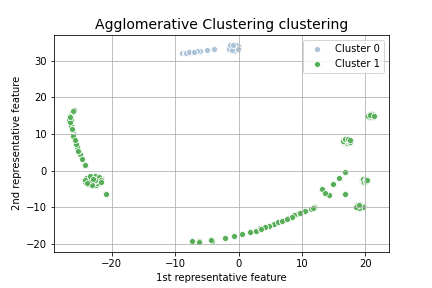 Agglomerative Clustering clustering
Cluster 0
Cluster 1
2nd representative feature
30
20
10
0
−10
−20
−20
−10
0
10
20
1st representative feature